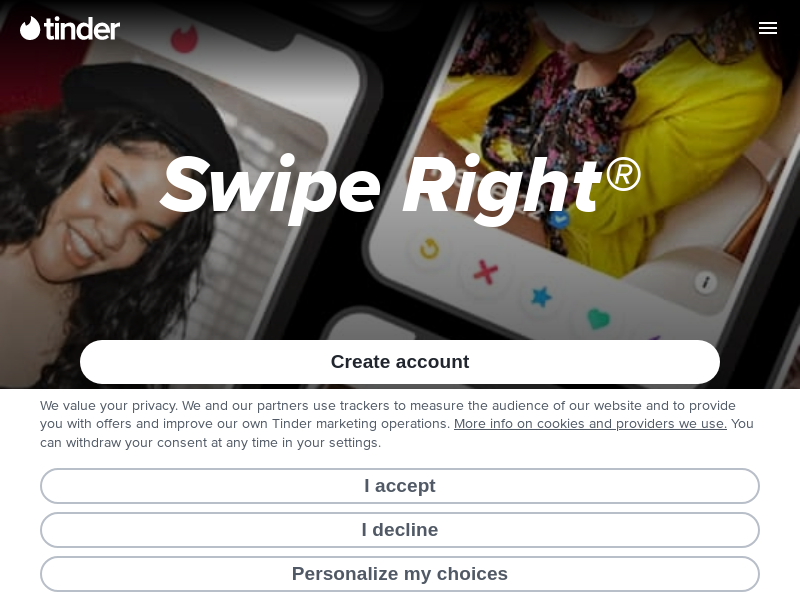 tinder
Swipe Right®
Create account
We value your privacy. We and our partners use trackers to measure the audience of our website and to provide
you with offers and improve our own Tinder marketing operations. More info on cookies and providers we use. You
can withdraw your consent at any time in your settings.
I accept
I decline
Personalize my choices